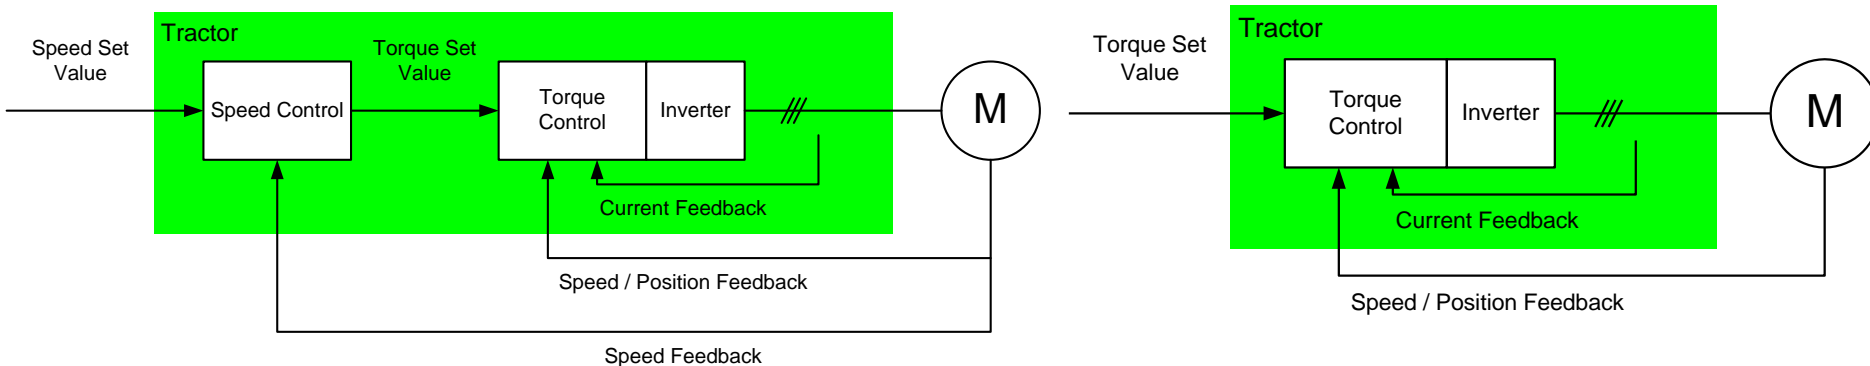 Tractor
Speed Set
Value
Torque Set
Value
Speed Control
Torque
Control
Inverter
M
Current Feedback
Speed / Position Feedback
Speed Feedback
Tractor
Torque Set
Value
Torque
Control
Inverter
M
Current Feedback
Speed / Position Feedback